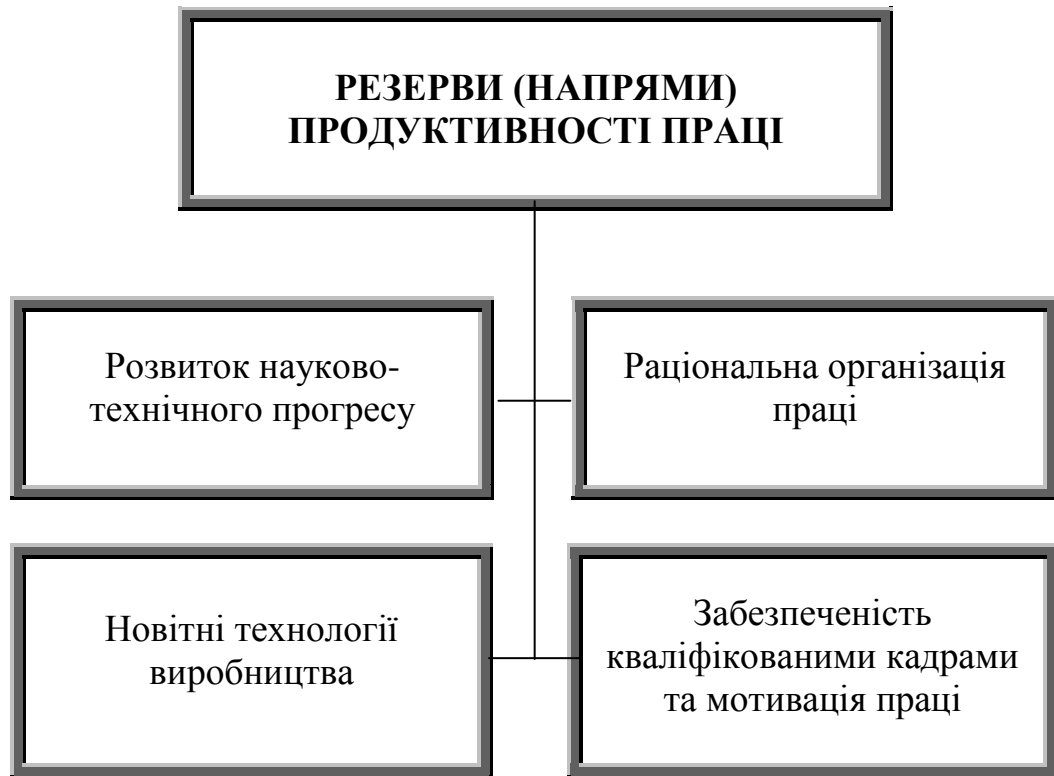 РЕЗЕРВИ (НАПРЯМИ)
ПРОДУКТИВНОСТІ ПРАЦІ
Розвиток науково-
технічного прогресу
Раціональна організація
праці
Новітні технології
виробництва
Забезпеченість
кваліфікованими кадрами
та мотивація праці